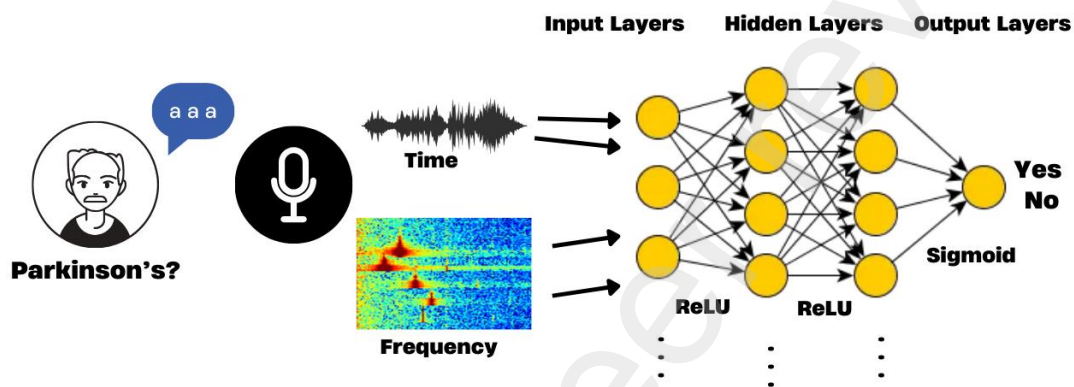 Input Layers Hidden Layers Output Layers
a a a
Time
Yes
No
Parkinson's?
Sigmoid
ReLU ReLU
Frequency